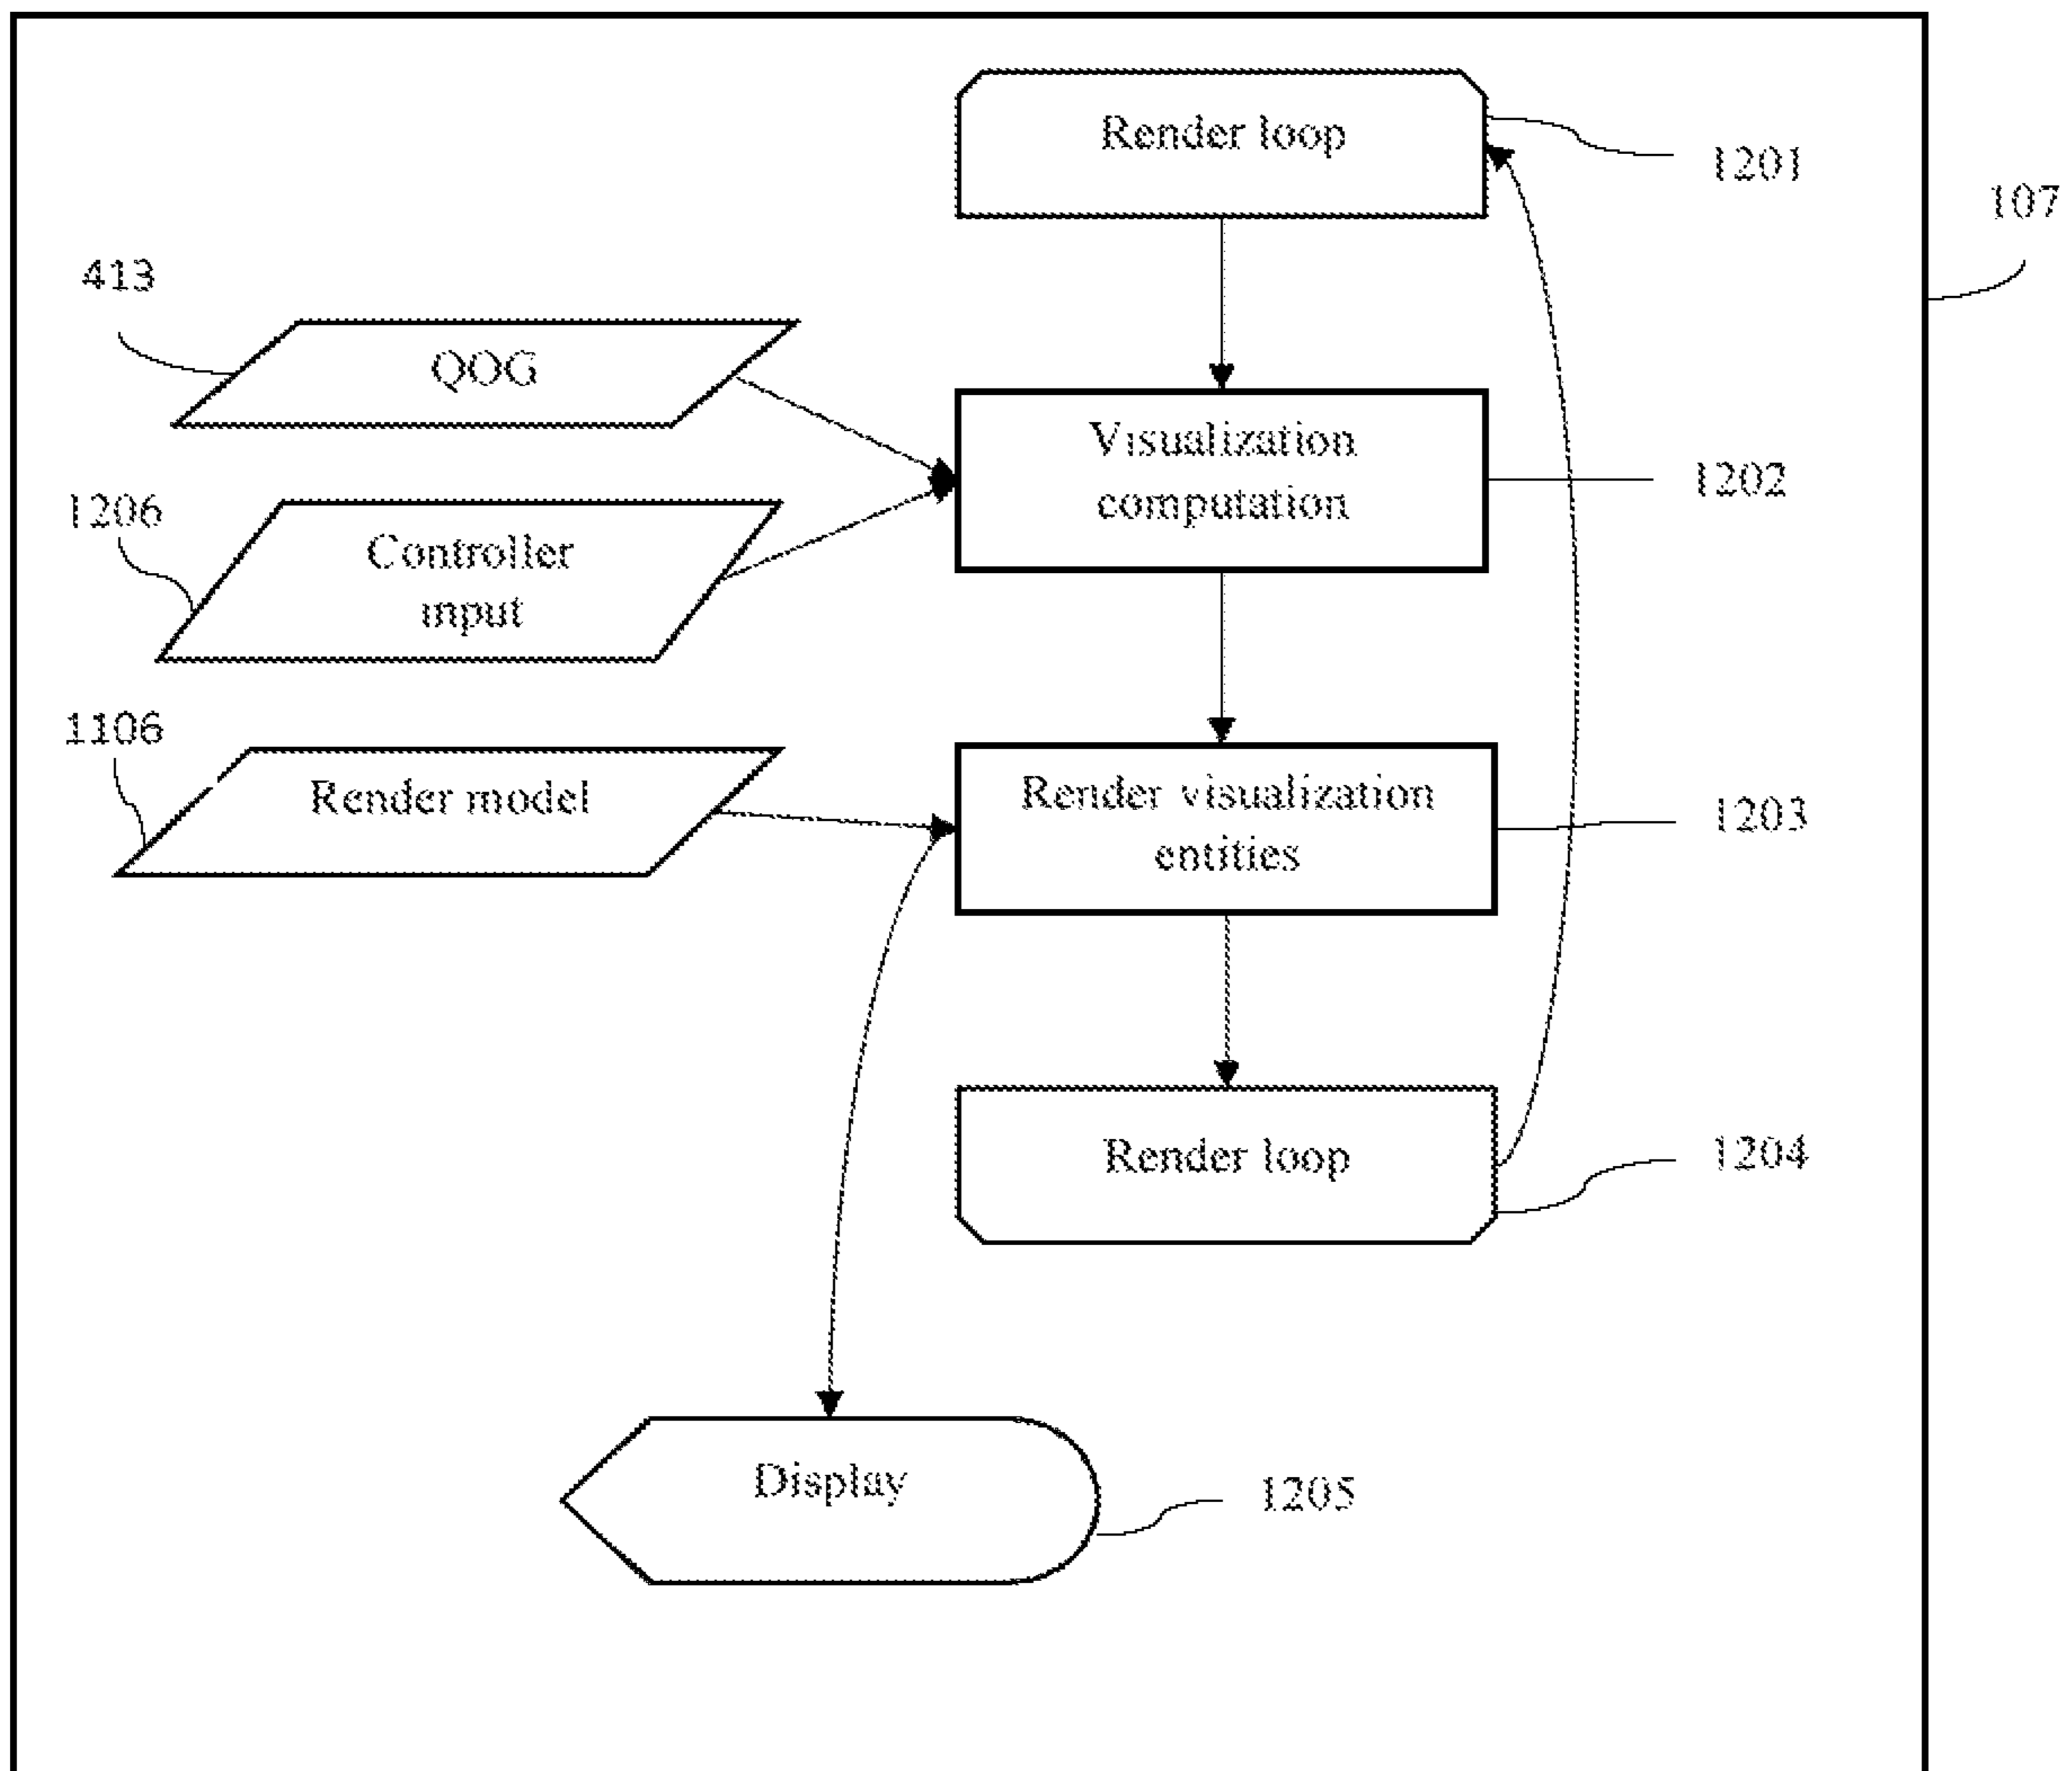 Render loop
1201
107
413
QOG
Visualization
computation
1202
1206
Controller
input
1106
Render model
Render visualization
entities
1203
Render loop
1204
Display
1205